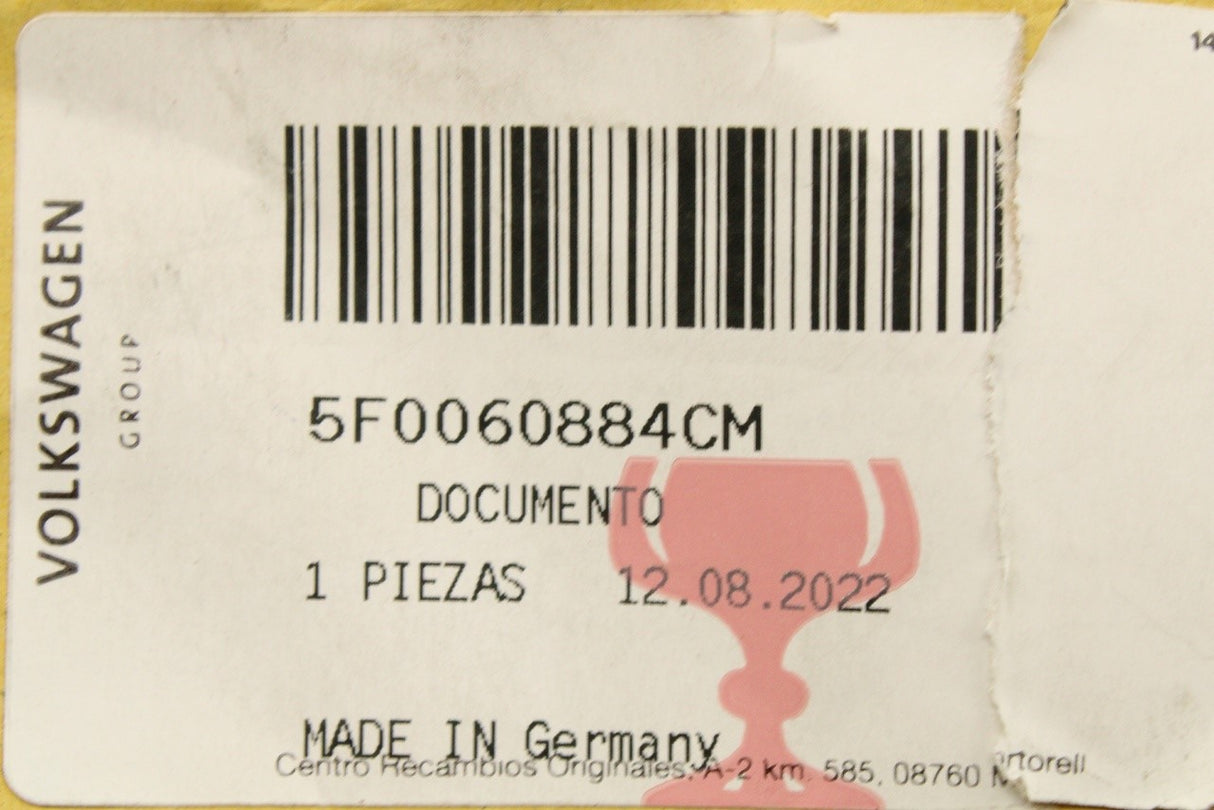 VOLKSWAGEN
GROUP
14
5F0060884CM
DOCUMENTO
1 PIEZAS 12.08.2022
MADE IN Germany
Centro Recambios Originales, A-2 km. 585, 08760